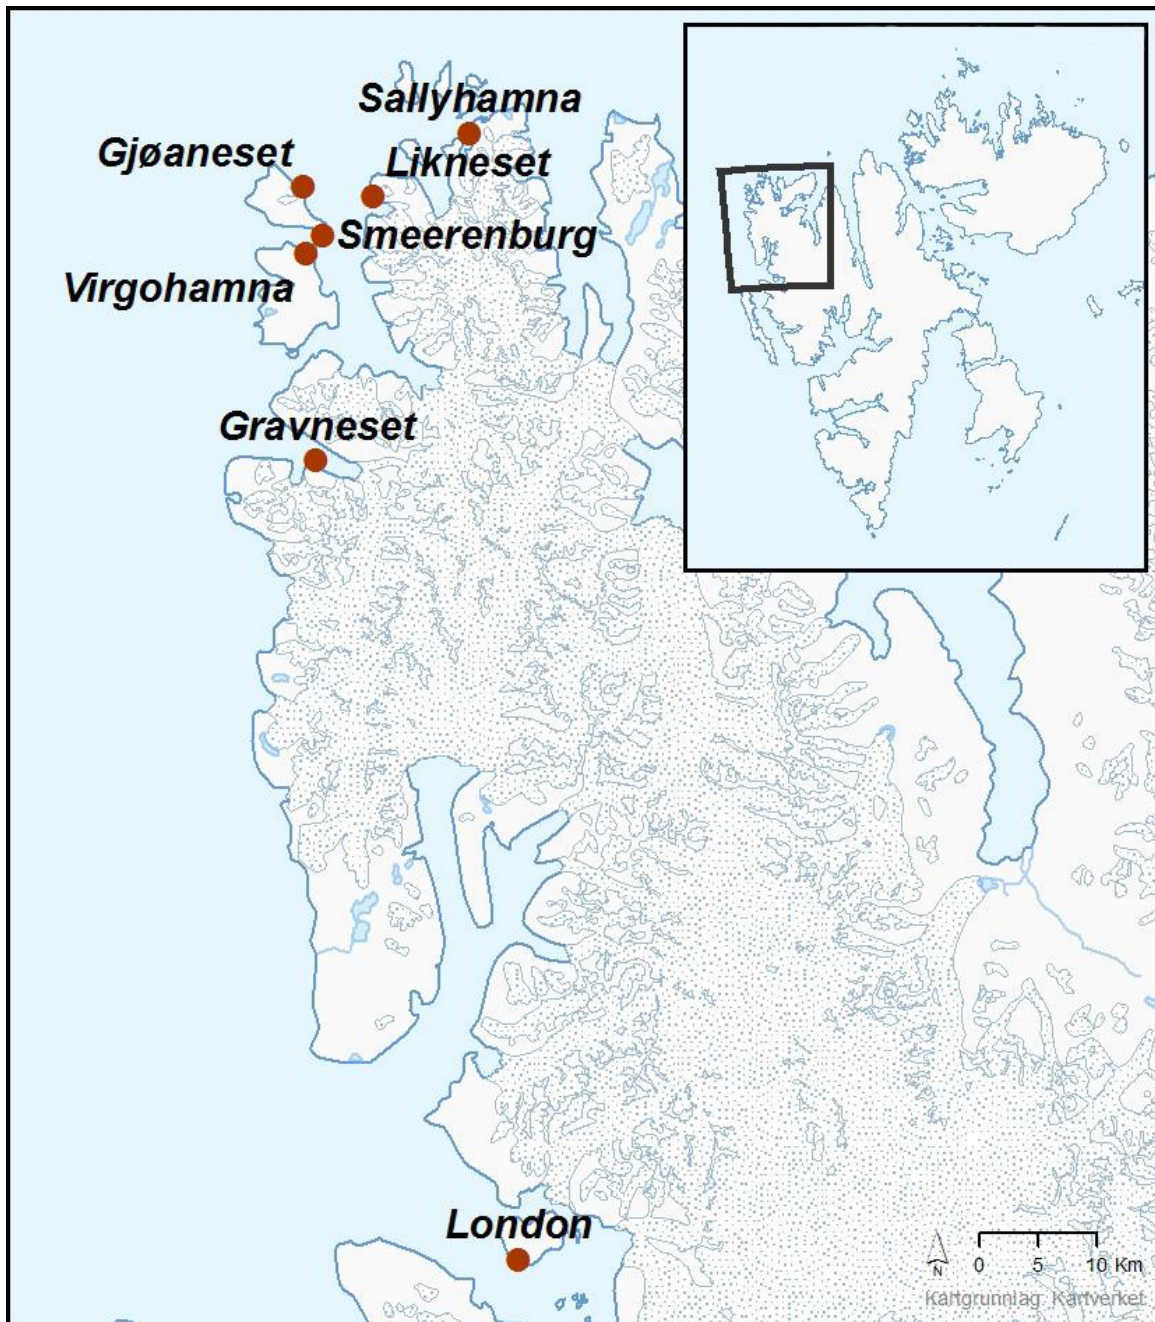 Sallyhamna
Gjøaneset
Likneset
Smeerenburg
Virgohamna
Gravneset
London
N
0 5 10 Km
Kartgrunnlag: Kartverket